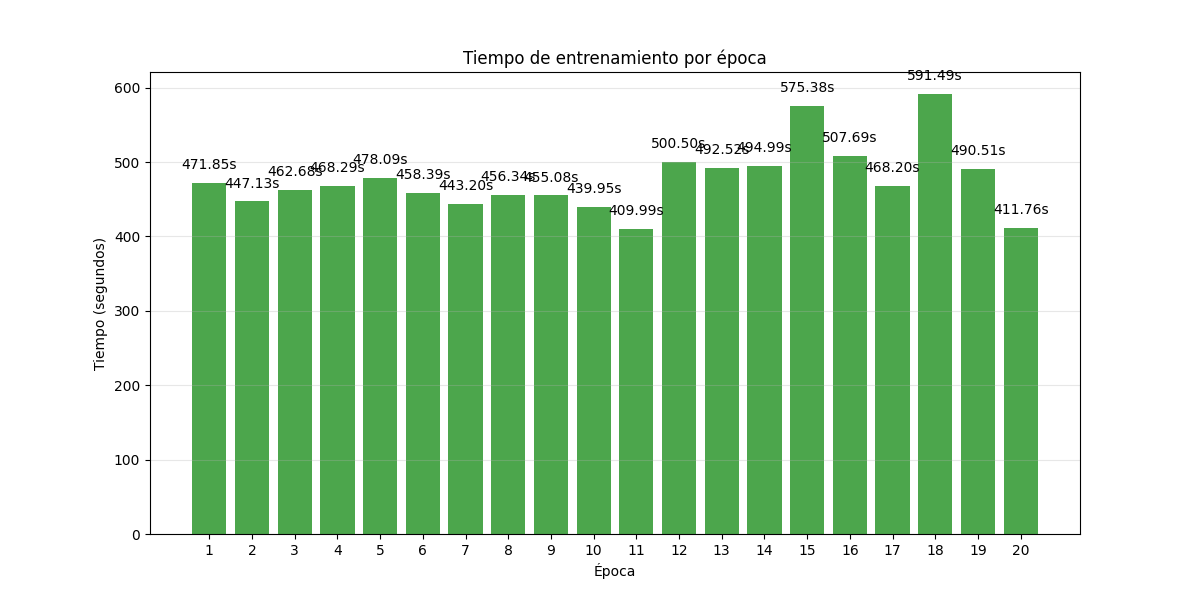 Tiempo de entrenamiento por época
Tiempo (segundos)
600
500
400
300
200
100
0
471.85s
447.13s
462.68s
468.29s
478.09s
458.39s
443.20s
456.34s
455.08s
439.95s
409.99s
500.50s
492.52s
494.99s
575.38s
507.69s
468.20s
591.49s
490.51s
411.76s
1 2 3 4 5 6 7 8 9 10 11 12 13 14 15 16 17 18 19 20
Época